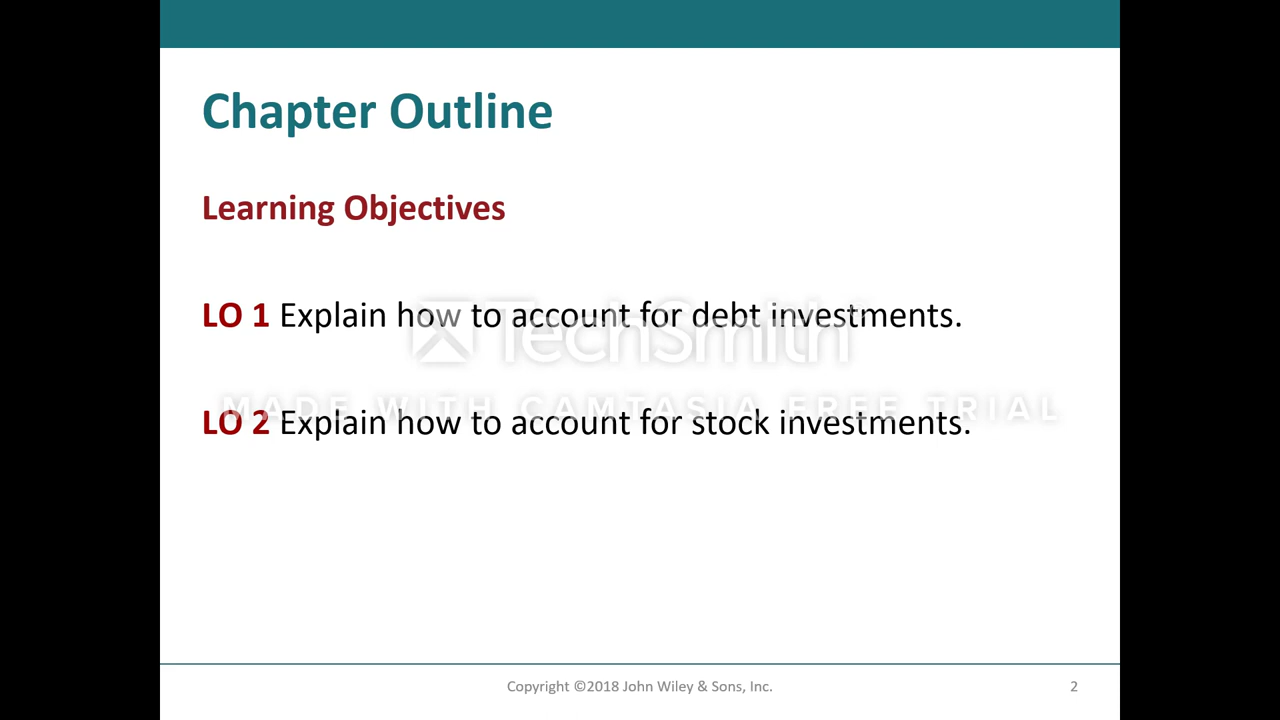 Chapter Outline
Learning Objectives
LO 1 Explain how to account for debt investments.
TechSmith
MADE WITH CAMTASIA FREE TRIAL
LO 2 Explain how to account for stock investments.
Copyright ©2018 John Wiley & Sons, Inc.
2